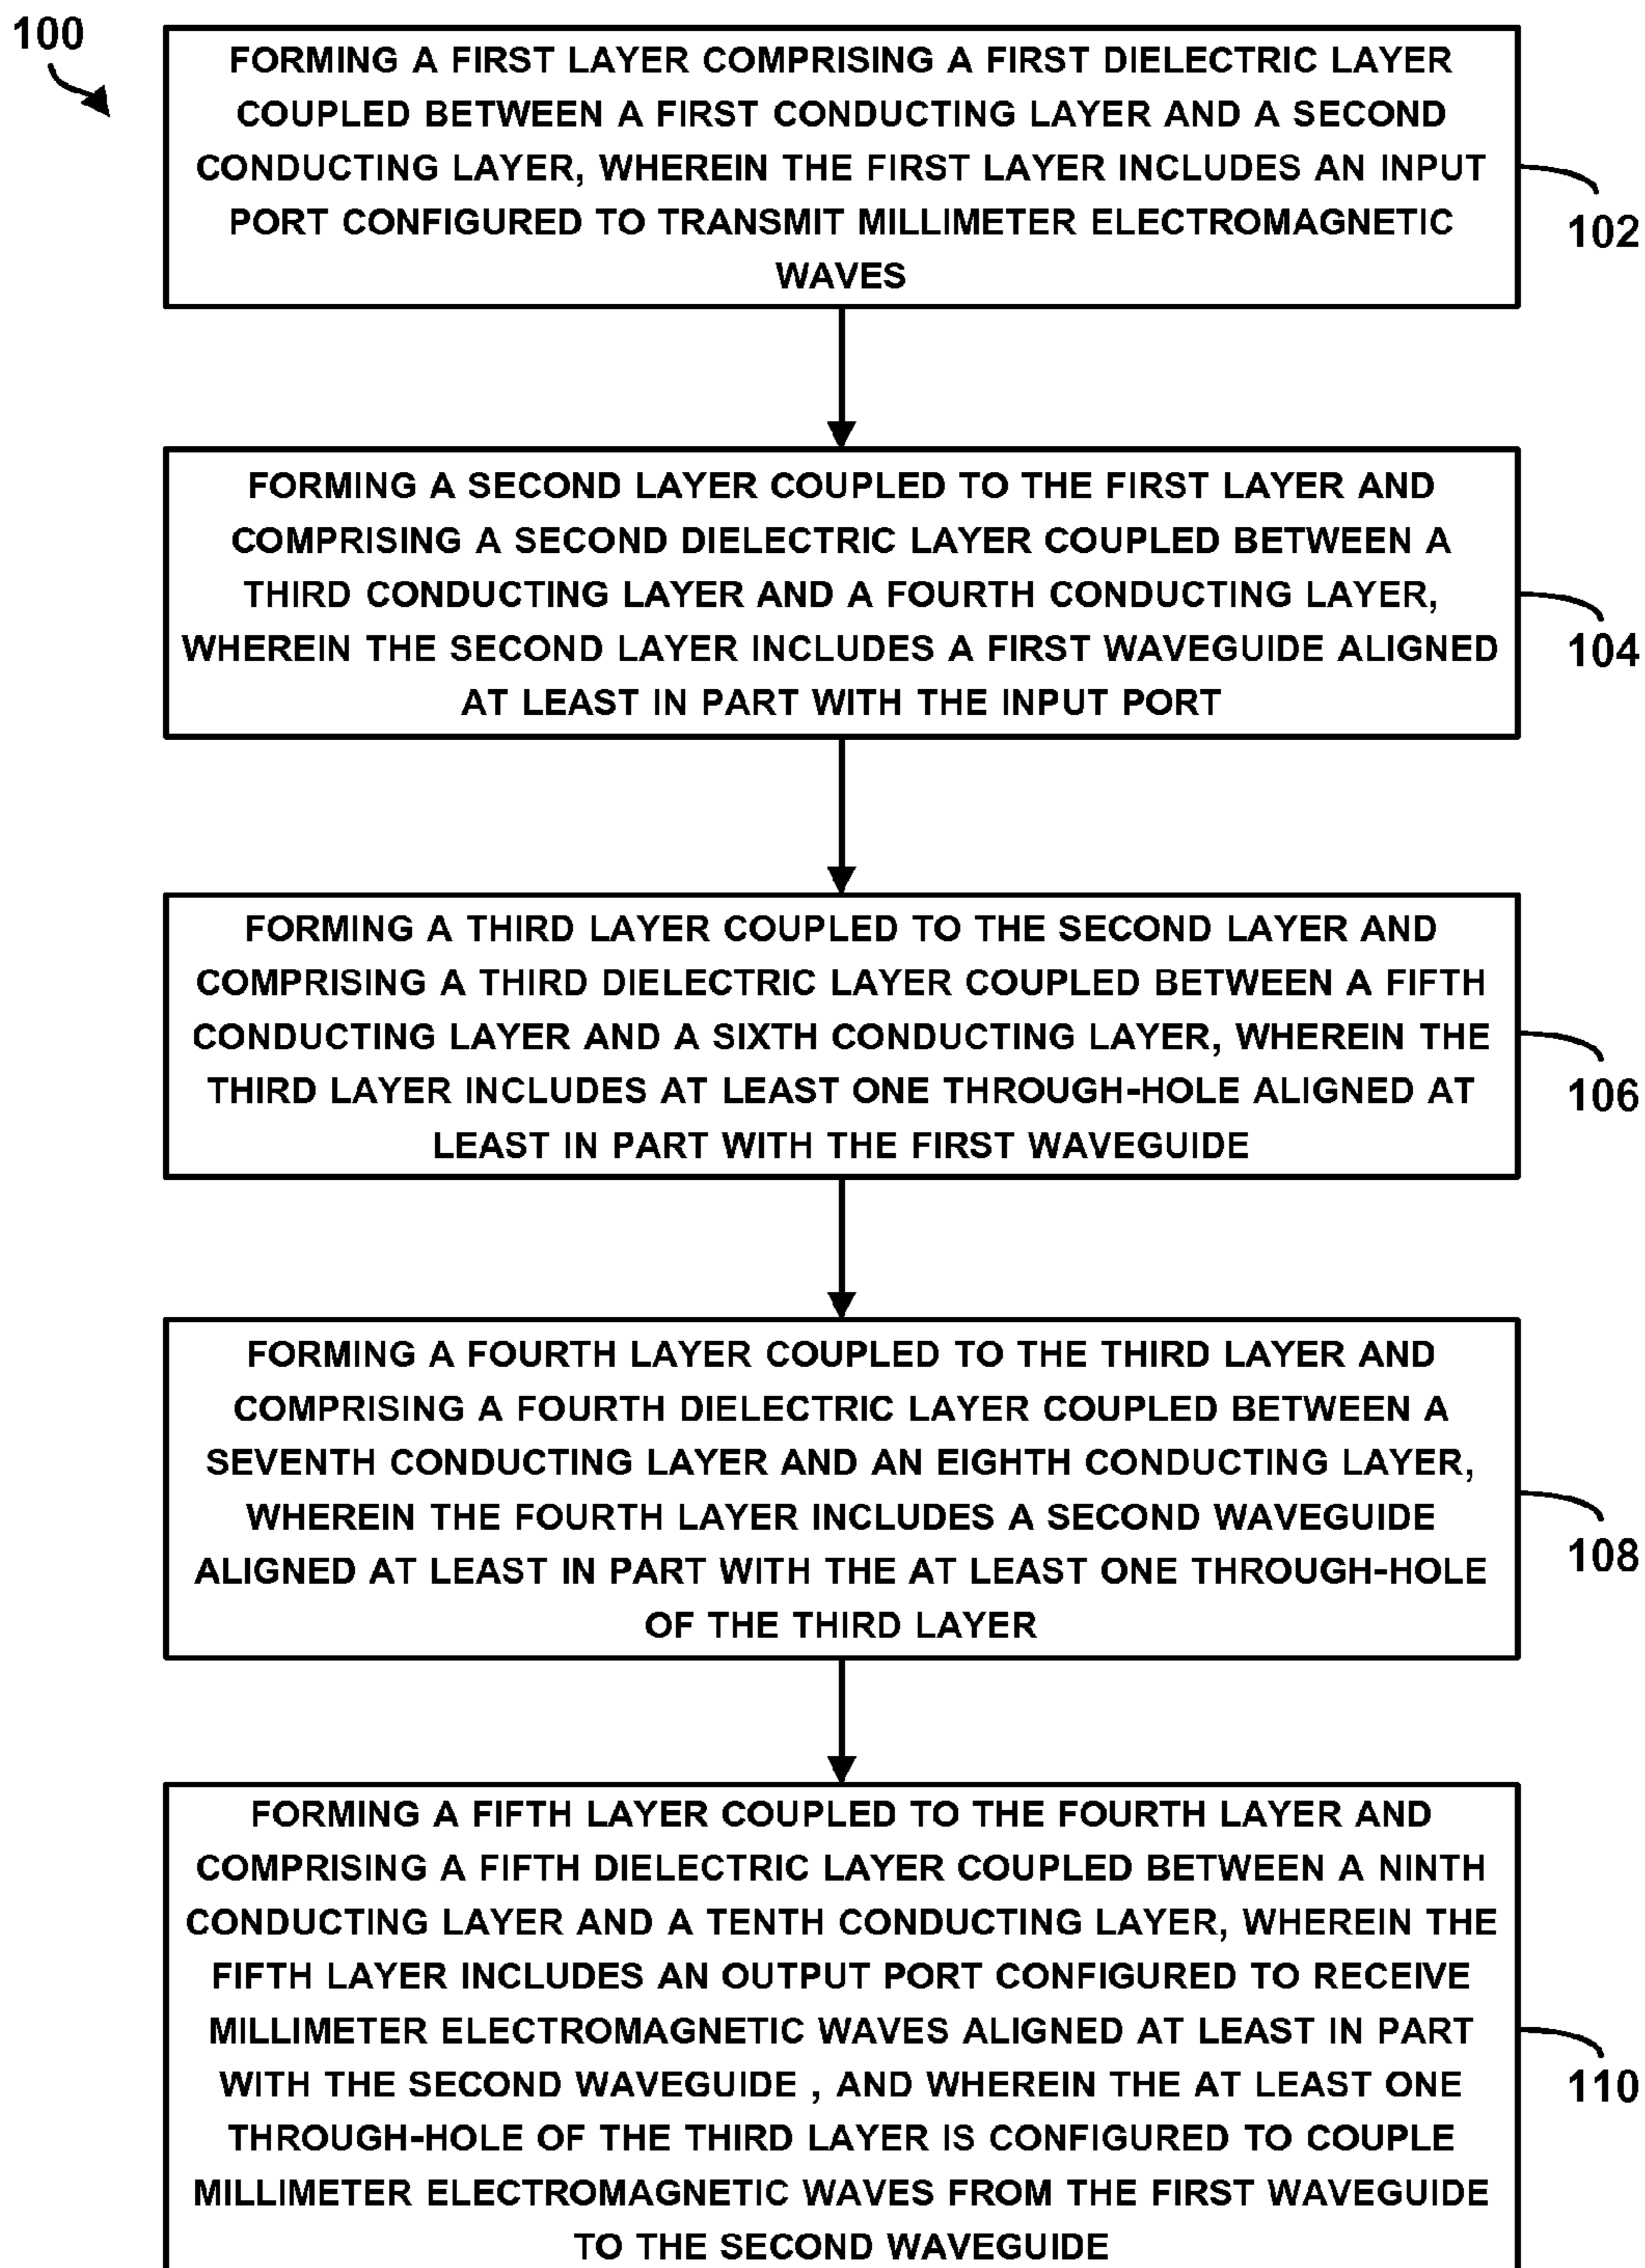 100
FORMING A FIRST LAYER COMPRISING A FIRST DIELECTRIC LAYER
COUPLED BETWEEN A FIRST CONDUCTING LAYER AND A SECOND
CONDUCTING LAYER, WHEREIN THE FIRST LAYER INCLUDES AN INPUT
PORT CONFIGURED TO TRANSMIT MILLIMETER ELECTROMAGNETIC
WAVES
102
FORMING A SECOND LAYER COUPLED TO THE FIRST LAYER AND
COMPRISING A SECOND DIELECTRIC LAYER COUPLED BETWEEN A
THIRD CONDUCTING LAYER AND A FOURTH CONDUCTING LAYER,
WHEREIN THE SECOND LAYER INCLUDES A FIRST WAVEGUIDE ALIGNED
AT LEAST IN PART WITH THE INPUT PORT
104
FORMING A THIRD LAYER COUPLED TO THE SECOND LAYER AND
COMPRISING A THIRD DIELECTRIC LAYER COUPLED BETWEEN A FIFTH
CONDUCTING LAYER AND A SIXTH CONDUCTING LAYER, WHEREIN THE
THIRD LAYER INCLUDES AT LEAST ONE THROUGH-HOLE ALIGNED AT
LEAST IN PART WITH THE FIRST WAVEGUIDE
106
FORMING A FOURTH LAYER COUPLED TO THE THIRD LAYER AND
COMPRISING A FOURTH DIELECTRIC LAYER COUPLED BETWEEN A
SEVENTH CONDUCTING LAYER AND AN EIGHTH CONDUCTING LAYER,
WHEREIN THE FOURTH LAYER INCLUDES A SECOND WAVEGUIDE
ALIGNED AT LEAST IN PART WITH THE AT LEAST ONE THROUGH-HOLE
OF THE THIRD LAYER
108
FORMING A FIFTH LAYER COUPLED TO THE FOURTH LAYER AND
COMPRISING A FIFTH DIELECTRIC LAYER COUPLED BETWEEN A NINTH
CONDUCTING LAYER AND A TENTH CONDUCTING LAYER, WHEREIN THE
FIFTH LAYER INCLUDES AN OUTPUT PORT CONFIGURED TO RECEIVE
MILLIMETER ELECTROMAGNETIC WAVES ALIGNED AT LEAST IN PART
WITH THE SECOND WAVEGUIDE , AND WHEREIN THE AT LEAST ONE
THROUGH-HOLE OF THE THIRD LAYER IS CONFIGURED TO COUPLE
MILLIMETER ELECTROMAGNETIC WAVES FROM THE FIRST WAVEGUIDE
TO THE SECOND WAVEGUIDE
110